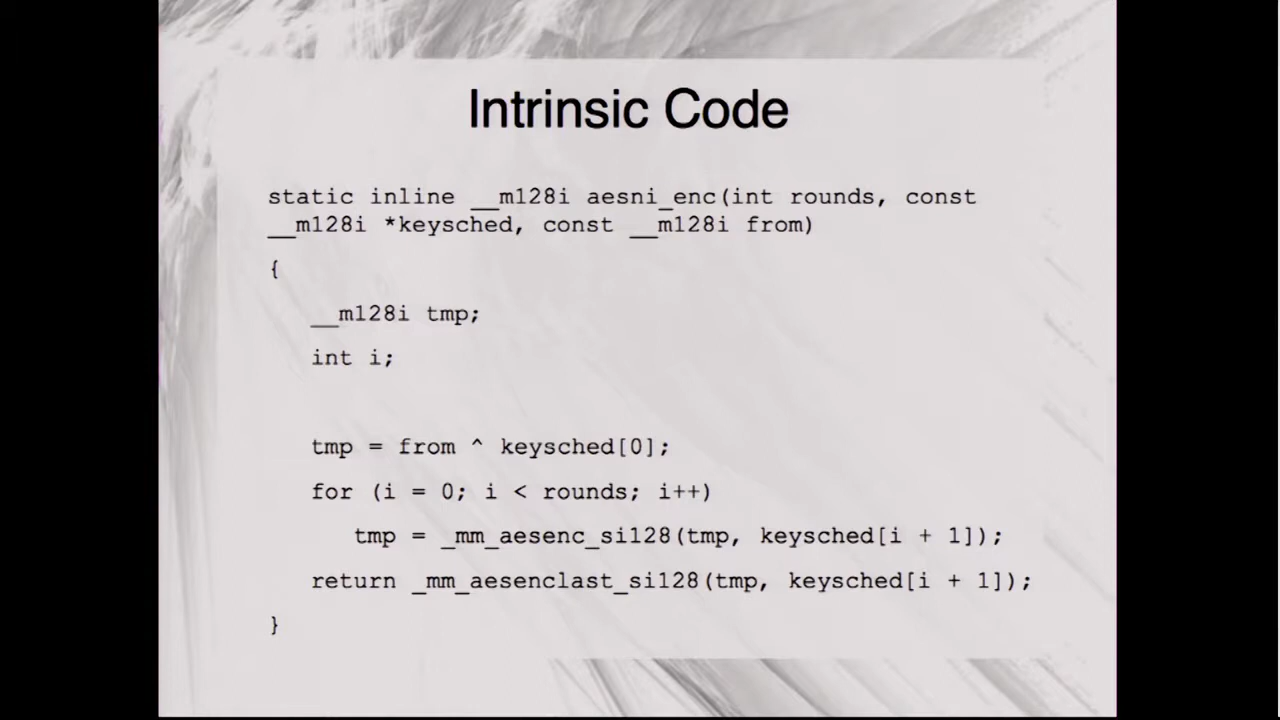 Intrinsic Code
static inline __m128i aesni_enc(int rounds, const
__m128i *keysched, const __m128i from)
{
__m128i tmp;
int i;
tmp = from ^ keysched[0];
for (i = 0; i < rounds; i++)
tmp = _mm_aesenc_si128(tmp, keysched[i + 1]);
return _mm_aesenclast_si128(tmp, keysched[i + 1]);
}